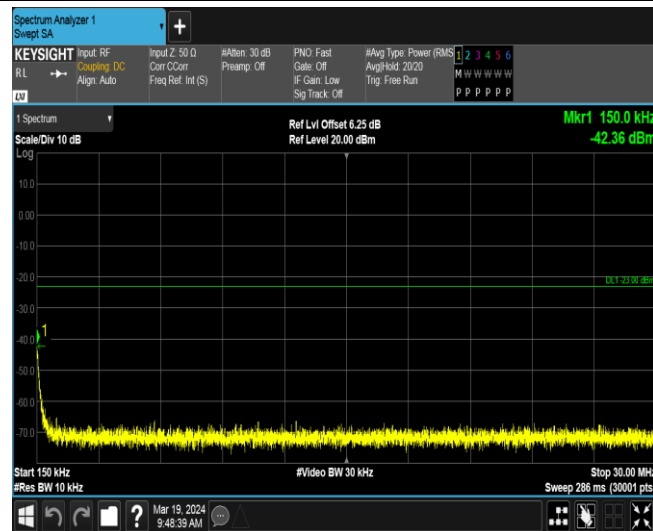 Spectrum Analyzer 1
Swept SA
+
KEYSIGHT
RL
LXI
Input: RF
Coupling: DC
Align: Auto
Input Z: 50 Ω
Corr CCorr
Freq Ref: Int (S)
#Atten: 30 dB
Preamp: Off
PNO: Fast
Gate: Off
IF Gain: Low
Sig Track: Off
#Avg Type: Power (RMS
Avg|Hold: 20/20
Trig: Free Run
1 2 3 4 5 6
M W W W W W
P P P P P P
1 Spectrum
Scale/Div 10 dB
Log
Ref Lvl Offset 6.25 dB
Ref Level 20.00 dBm
Mkr1 150.0 kHz
-42.36 dBm
10.0
0.00
-10.0
-20.0
DL1 -23.00 dBm
-30.0
1
-40.0
-50.0
-60.0
-70.0
Start 150 kHz
#Video BW 30 kHz
Stop 30.00 MHz
#Res BW 10 kHz
Sweep 286 ms (30001 pts
?
Mar 19, 2024
9:48:39 AM